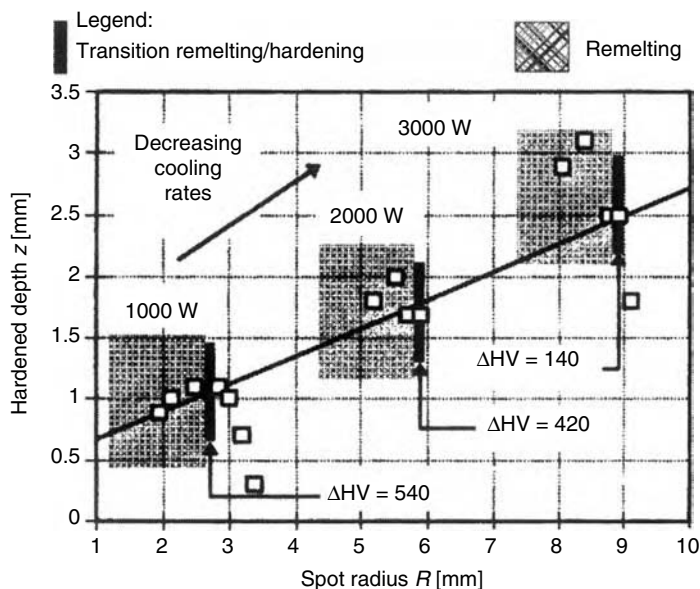 Legend:
Transition remelting/hardening
Remelting
3.5
3
2.5
2
1.5
1
0.5
0
Hardened depth z [mm]
Decreasing
cooling
rates
3000 W
2000 W
1000 W
ΔHV = 140
ΔHV = 420
ΔHV = 540
1 2 3 4 5 6 7 8 9 10
Spot radius R [mm]